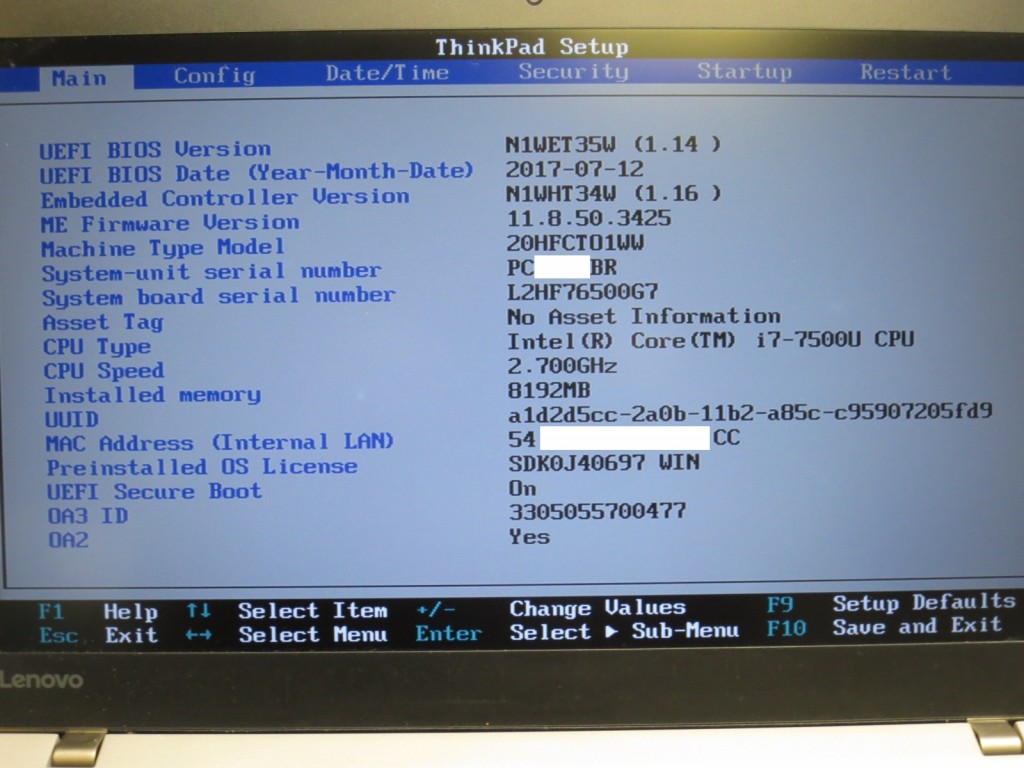 ThinkPad Setup
Main Config Date/Time Security Startup Restart
UEFI BIOS Version N1WET35W (1.14 )
UEFI BIOS Date (Year-Month-Date) 2017-07-12
Embedded Controller Version N1WHT34W (1.16 )
ME Firmware Version 11.8.50.3425
Machine Type Model 20HFCTO1WW
System-unit serial number PC BR
System board serial number L2HF76500G7
Asset Tag No Asset Information
CPU Type Intel(R) Core(TM) i7-7500U CPU
CPU Speed 2.700GHz
Installed memory 8192MB
UUID a1d2d5cc-2a0b-11b2-a85c-c95907205fd9
MAC Address (Internal LAN) 54 CC
Preinstalled OS License SDK0J40697 WIN
UEFI Secure Boot On
OA3 ID 3305055700477
OA2 Yes
F1 Help ↑↓ Select Item +/- Change Values F9 Setup Defaults
Esc Exit ←→ Select Menu Enter Select ▶ Sub-Menu F10 Save and Exit
Lenovo